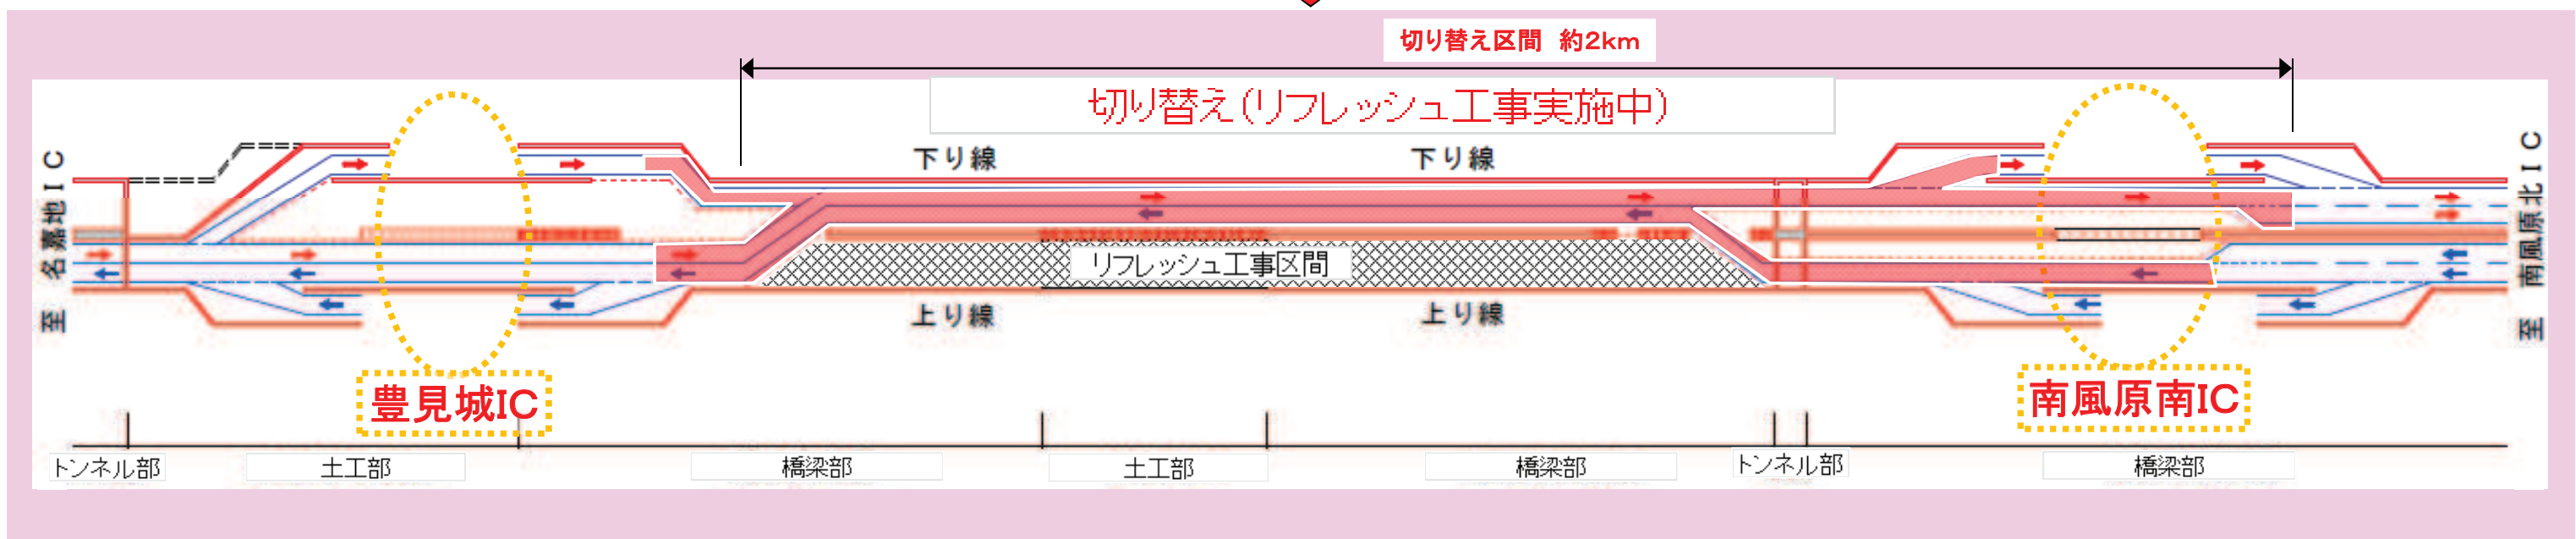 切り替え区間 約2km
切り替え(リフレッシュ工事実施中)
下り線 下り線
至 名嘉地IC
至 南風原北IC
リフレッシュ工事区間
上り線 上り線
豊見城IC
南風原南IC
トンネル部 土工部 橋梁部 土工部 橋梁部 トンネル部 橋梁部